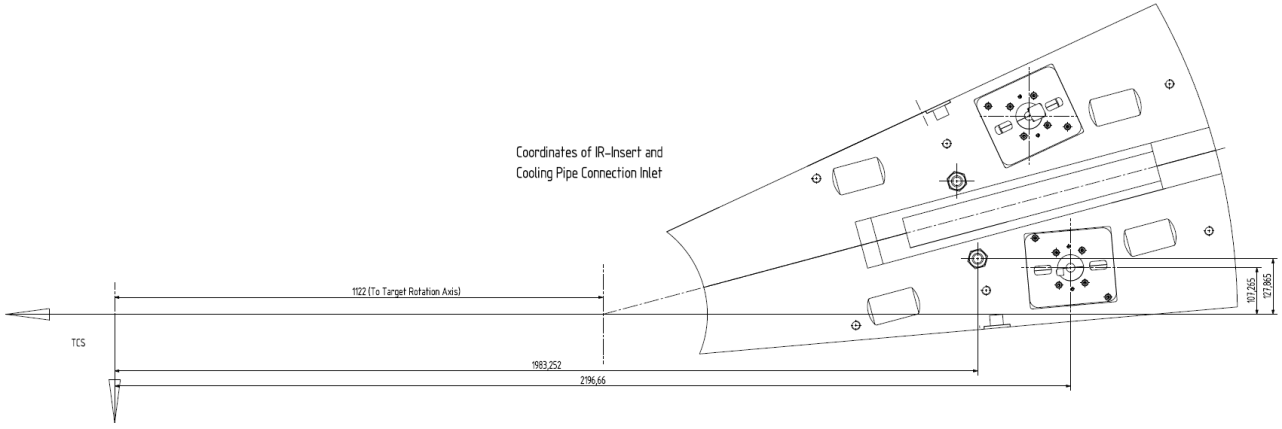 Coordinates of IR-Insert and
Cooling Pipe Connection Inlet
1122 (To Target Rotation Axis)
107,265
127,865
TCS
1983,252
2196,66